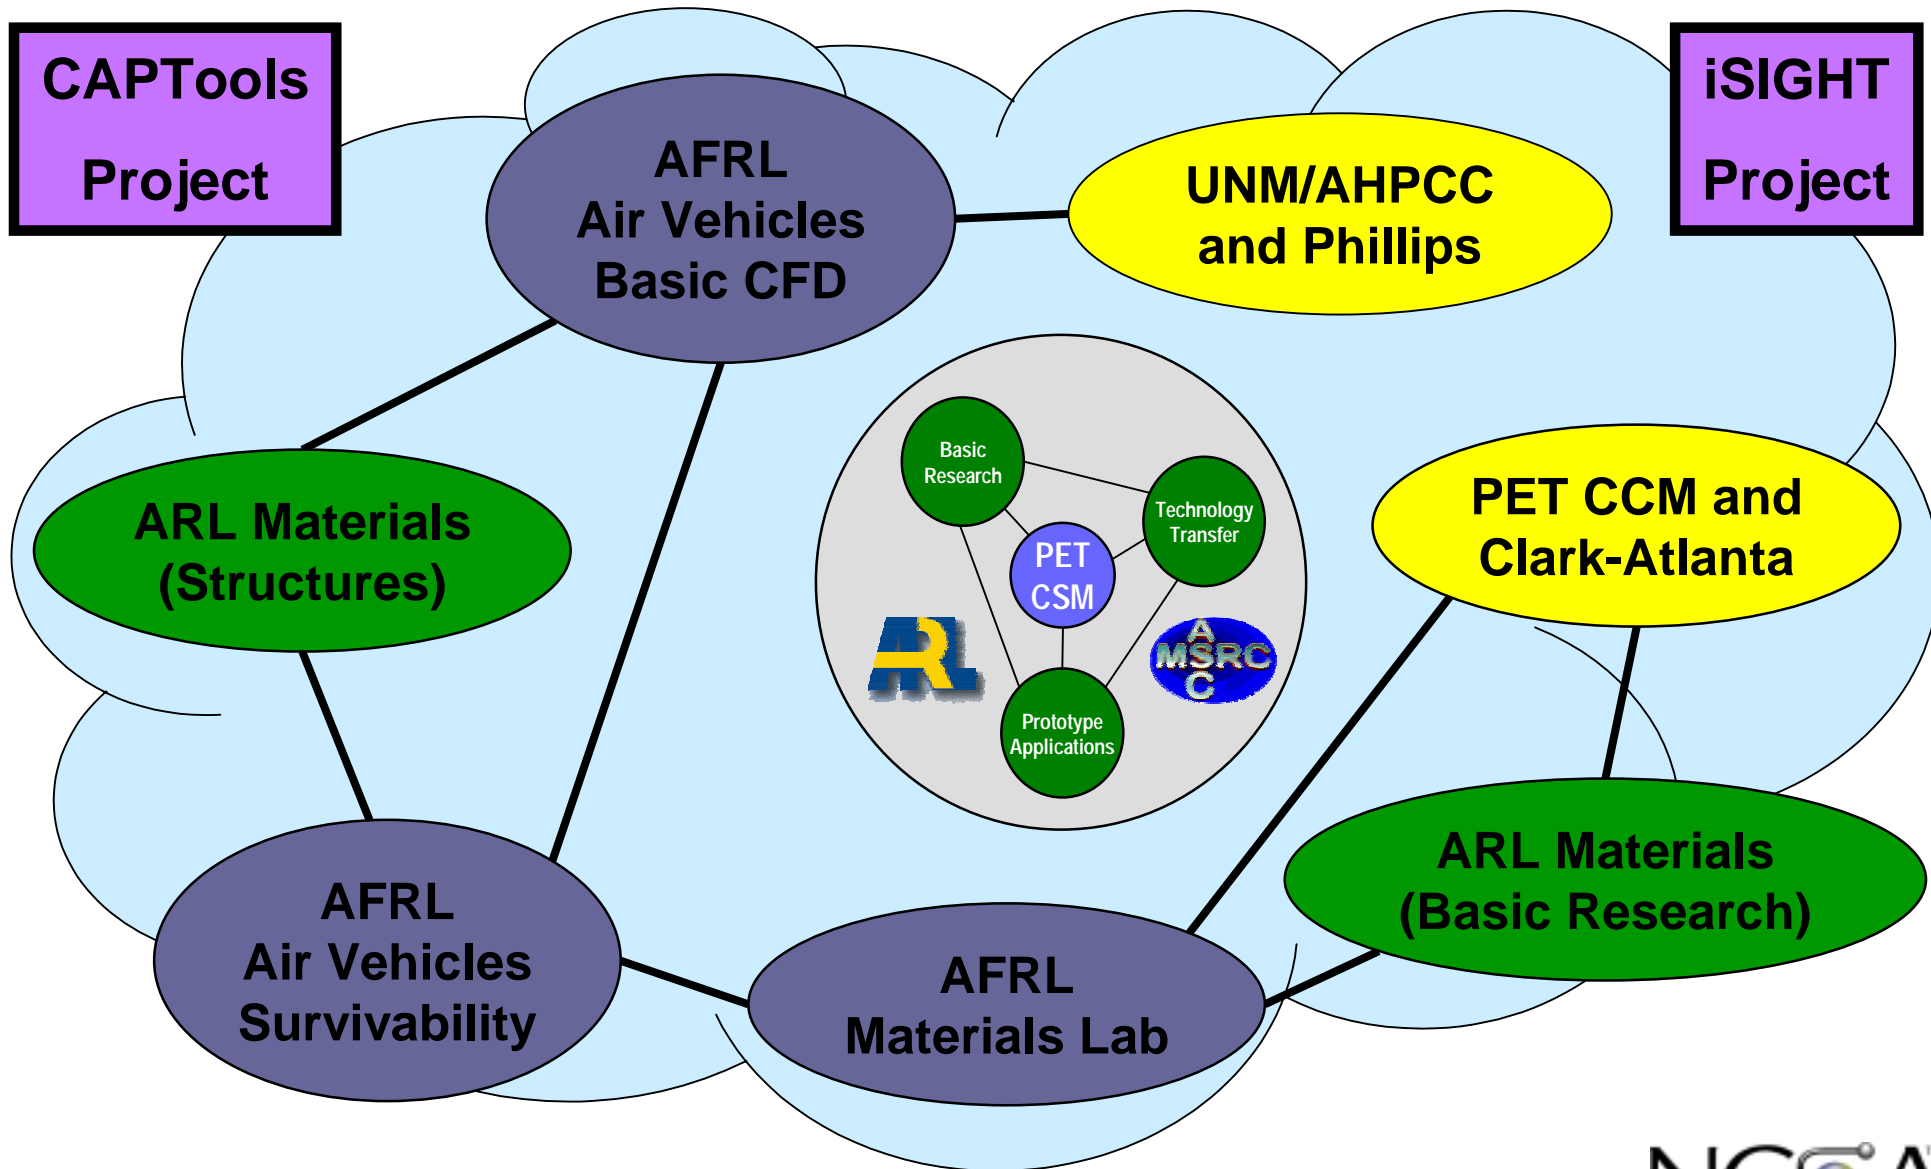 CAPTools
Project
iSIGHT
Project
AFRL
Air Vehicles
Basic CFD
UNM/AHPCC
and Phillips
Basic
Research
Technology
Transfer
PET
CSM
Prototype
Applications
ARL
ASC
MSRC
ARL Materials
(Structures)
PET CCM and
Clark-Atlanta
ARL Materials
(Basic Research)
AFRL
Air Vehicles
Survivability
AFRL
Materials Lab